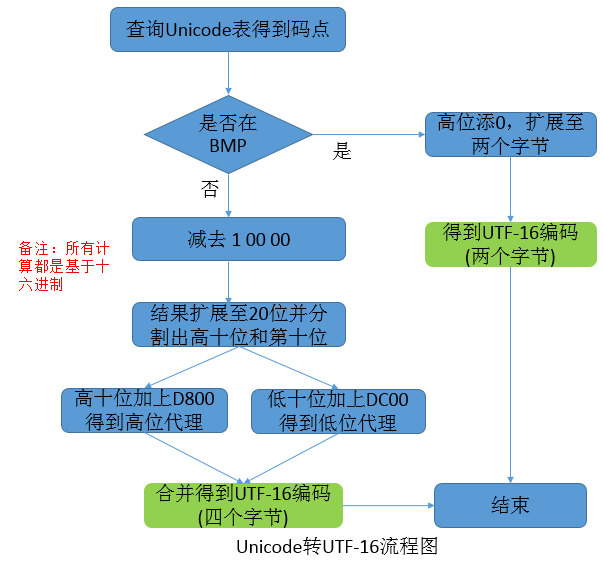 查询Unicode表得到码点
是否在
BMP
是
高位添0，扩展至
两个字节
否
减去 1 00 00
得到UTF-16编码
(两个字节)
备注：所有计
算都是基于十
六进制
结果扩展至20位并分
割出高十位和第十位
高十位加上D800
得到高位代理
低十位加上DC00
得到低位代理
合并得到UTF-16编码
(四个字节)
结束
Unicode转UTF-16流程图